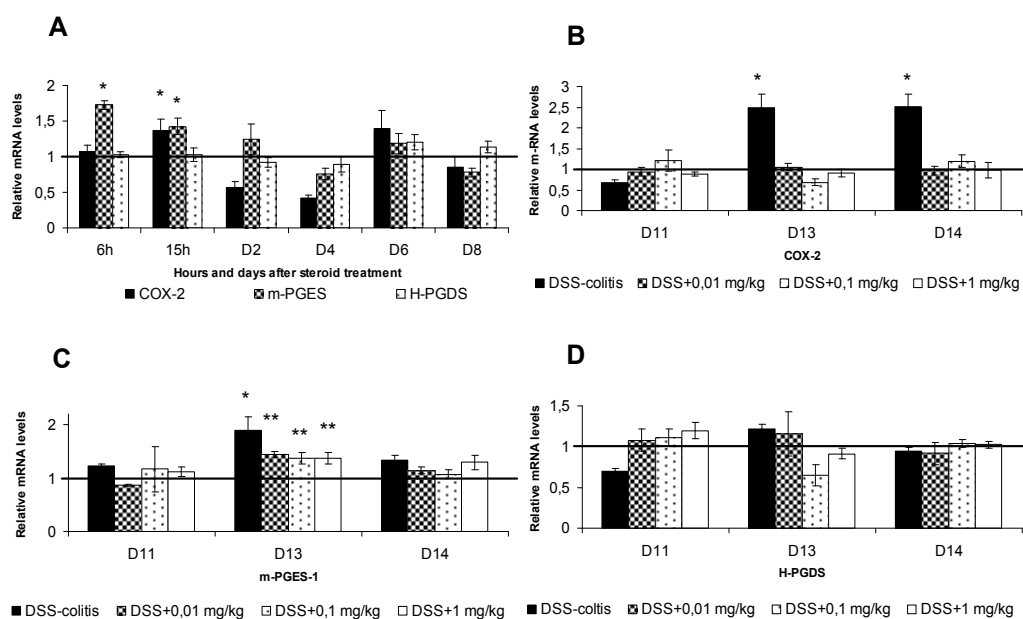 A
Relative mRNA levels
2
1,5
1
0,5
0
* * *
6h 15h D2 D4 D6 D8
Hours and days after steroid treatment
COX-2 m-PGES H-PGDS
B
Relative m-RNA levels
3
2,5
2
1,5
1
0,5
0
* *
D11 D13 D14
COX-2
DSS-colitis DSS+0,01 mg/kg DSS+0,1 mg/kg DSS+1 mg/kg
C
Relative mRNA levels
2
1
0
* ** ** **
D11 D13 D14
m-PGES-1
DSS-colitis DSS+0,01 mg/kg DSS+0,1 mg/kg DSS+1 mg/kg
D
Relative mRNA levels
1,5
1
0,5
0
D11 D13 D14
H-PGDS
DSS-coltis DSS+0,01 mg/kg DSS+0,1 mg/kg DSS+1 mg/kg